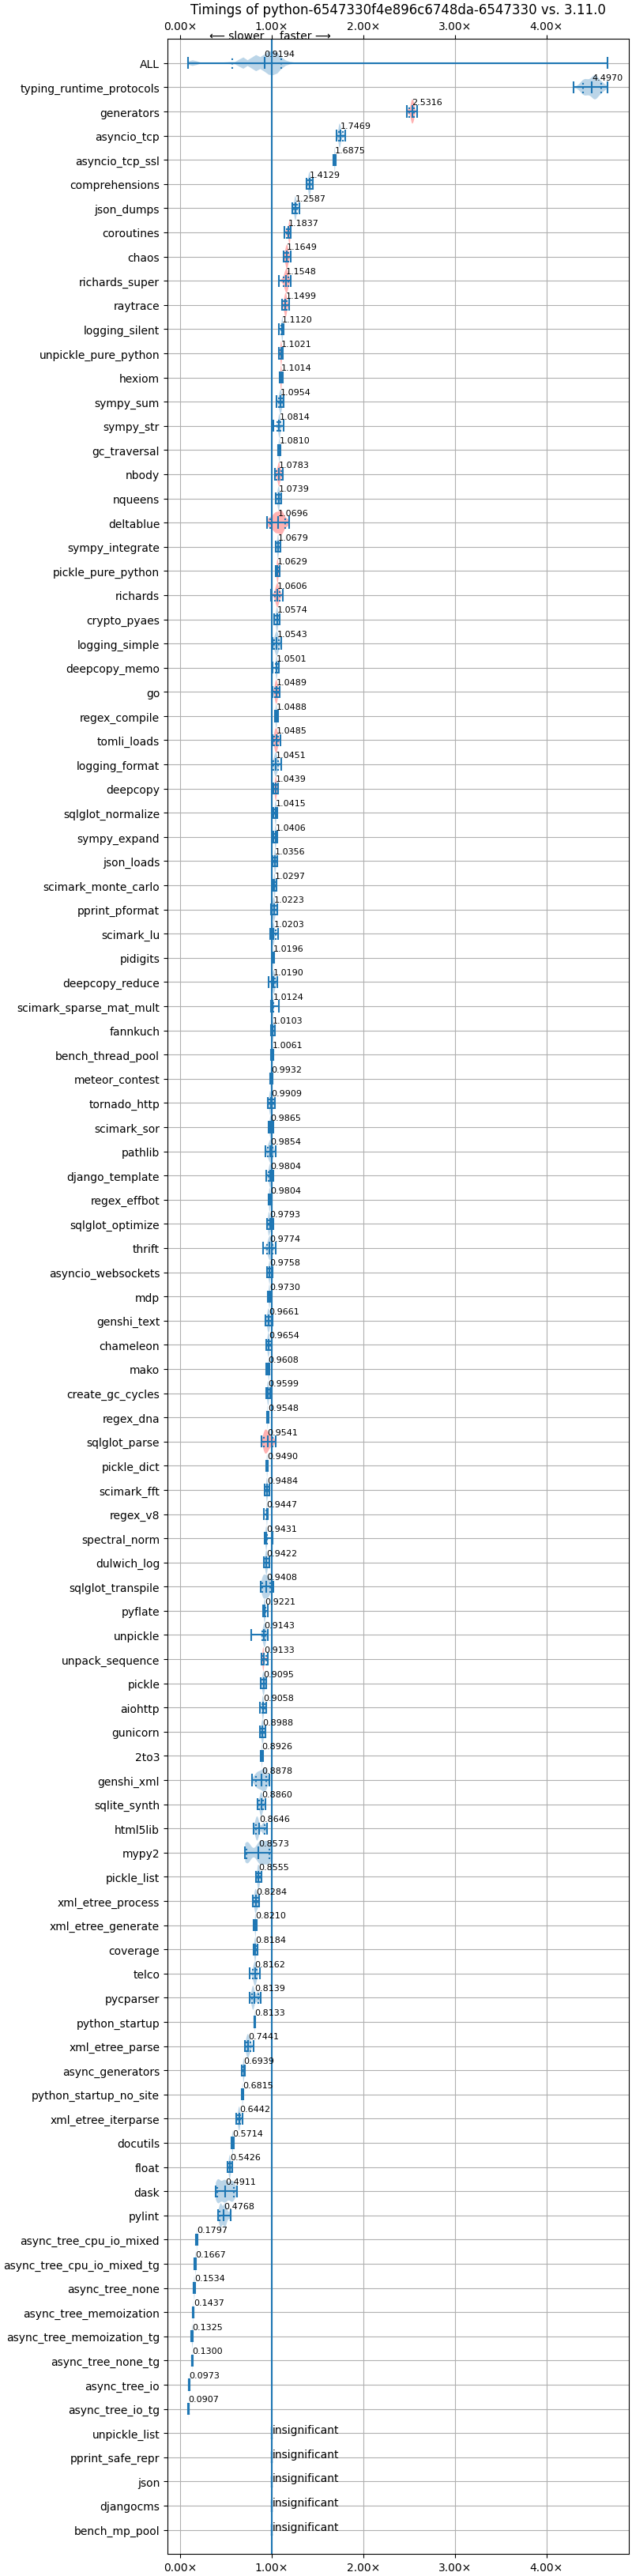 Timings of python-6547330f4e896c6748da-6547330 vs. 3.11.0
0.00× 1.00× 2.00× 3.00× 4.00×
⟵ slower faster ⟶
ALL 0.9194
typing_runtime_protocols 4.4970
generators 2.5316
asyncio_tcp 1.7469
asyncio_tcp_ssl 1.6875
comprehensions 1.4129
json_dumps 1.2587
coroutines 1.1837
chaos 1.1649
richards_super 1.1548
raytrace 1.1499
logging_silent 1.1120
unpickle_pure_python 1.1021
hexiom 1.1014
sympy_sum 1.0954
sympy_str 1.0814
gc_traversal 1.0810
nbody 1.0783
nqueens 1.0739
deltablue 1.0696
sympy_integrate 1.0679
pickle_pure_python 1.0629
richards 1.0606
crypto_pyaes 1.0574
logging_simple 1.0543
deepcopy_memo 1.0501
go 1.0489
regex_compile 1.0488
tomli_loads 1.0485
logging_format 1.0451
deepcopy 1.0439
sqlglot_normalize 1.0415
sympy_expand 1.0406
json_loads 1.0356
scimark_monte_carlo 1.0297
pprint_pformat 1.0223
scimark_lu 1.0203
pidigits 1.0196
deepcopy_reduce 1.0190
scimark_sparse_mat_mult 1.0124
fannkuch 1.0103
bench_thread_pool 1.0061
meteor_contest 0.9932
tornado_http 0.9909
scimark_sor 0.9865
pathlib 0.9854
django_template 0.9804
regex_effbot 0.9804
sqlglot_optimize 0.9793
thrift 0.9774
asyncio_websockets 0.9758
mdp 0.9730
genshi_text 0.9661
chameleon 0.9654
mako 0.9608
create_gc_cycles 0.9599
regex_dna 0.9548
sqlglot_parse 0.9541
pickle_dict 0.9490
scimark_fft 0.9484
regex_v8 0.9447
spectral_norm 0.9431
dulwich_log 0.9422
sqlglot_transpile 0.9408
pyflate 0.9221
unpickle 0.9143
unpack_sequence 0.9133
pickle 0.9095
aiohttp 0.9058
gunicorn 0.8988
2to3 0.8926
genshi_xml 0.8878
sqlite_synth 0.8860
html5lib 0.8646
mypy2 0.8573
pickle_list 0.8555
xml_etree_process 0.8284
xml_etree_generate 0.8210
coverage 0.8184
telco 0.8162
pycparser 0.8139
python_startup 0.8133
xml_etree_parse 0.7441
async_generators 0.6939
python_startup_no_site 0.6815
xml_etree_iterparse 0.6442
docutils 0.5714
float 0.5426
dask 0.4911
pylint 0.4768
async_tree_cpu_io_mixed 0.1797
async_tree_cpu_io_mixed_tg 0.1667
async_tree_none 0.1534
async_tree_memoization 0.1437
async_tree_memoization_tg 0.1325
async_tree_none_tg 0.1300
async_tree_io 0.0973
async_tree_io_tg 0.0907
unpickle_list insignificant
pprint_safe_repr insignificant
json insignificant
djangocms insignificant
bench_mp_pool insignificant
0.00× 1.00× 2.00× 3.00× 4.00×